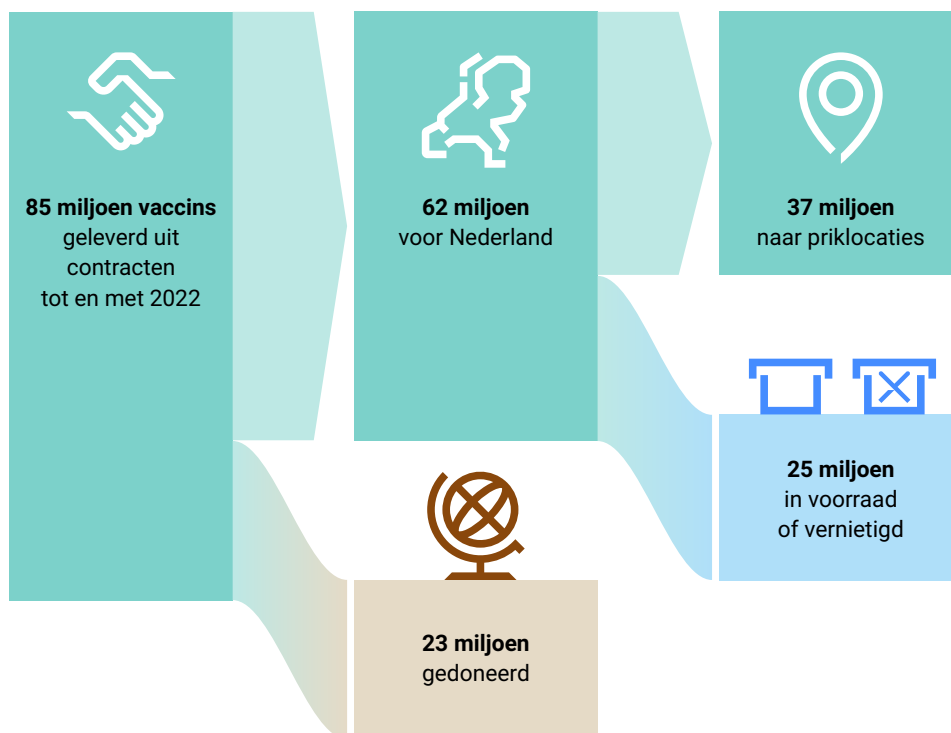 85 miljoen vaccins
geleverd uit
contracten
tot en met 2022
62 miljoen
voor Nederland
37 miljoen
naar priklocaties
25 miljoen
in voorraad
of vernietigd
23 miljoen
gedoneerd